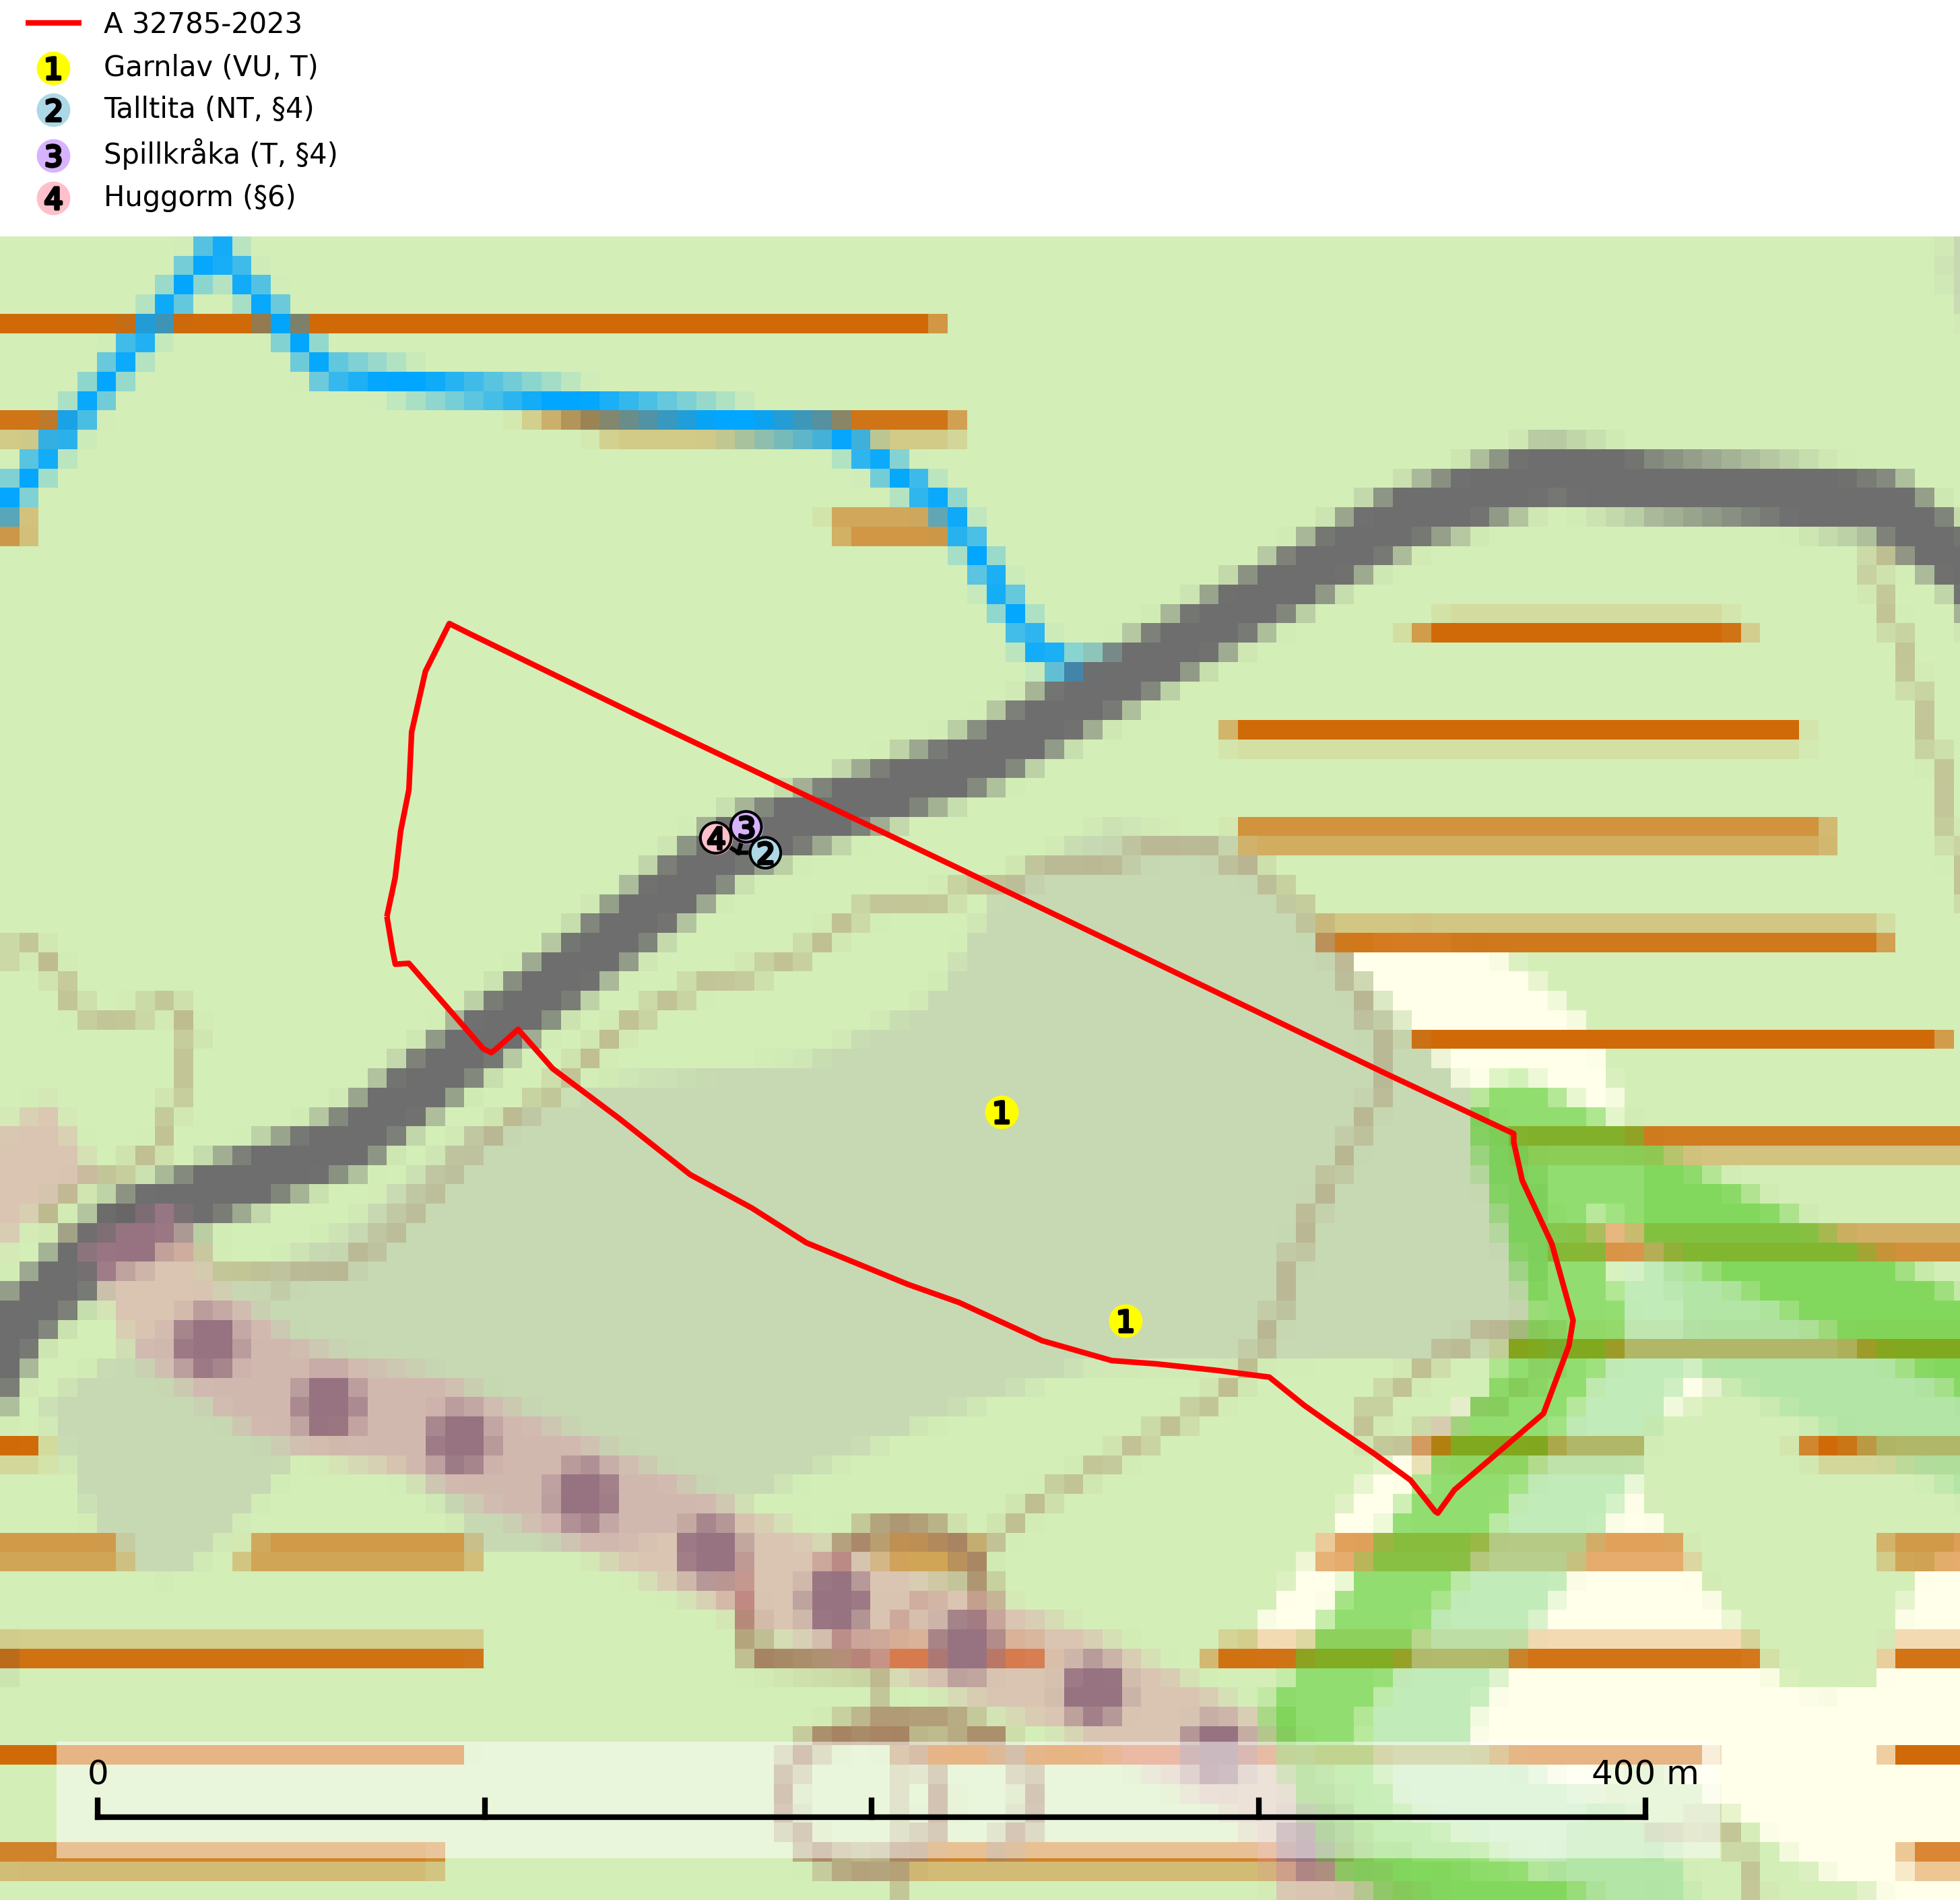 A 32785-2023
1 Garnlav (VU, T)
2 Talltita (NT, §4)
3 Spillkråka (T, §4)
4 Huggorm (§6)
3
4
2
1
1
0 400 m